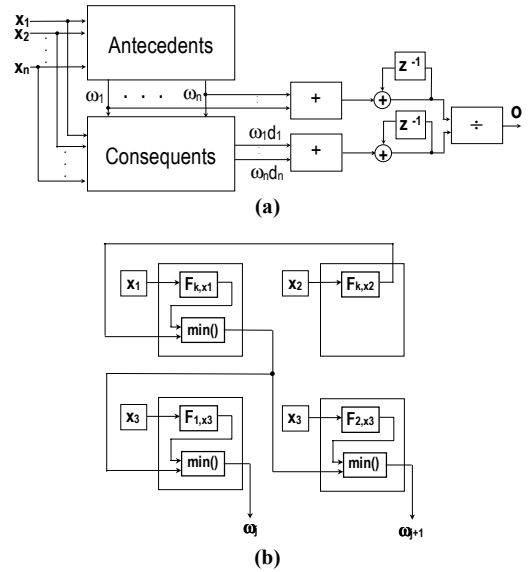 x1
x2
xn
Antecedents
ω1 . . . ωn
Consequents
ω1d1
ωndn
+
+
+
+
z -1
z -1
÷
o
(a)
x1
Fk,x1
min()
x2
Fk,x2
x3
F1,x3
min()
x3
F2,x3
min()
ωj
ωj+1
(b)